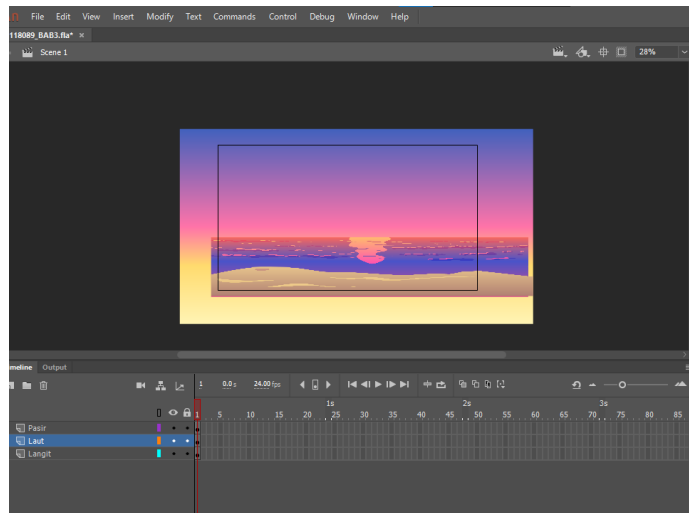 File Edit View Insert Modify Text Commands Control Debug Window Help
118089_BAB3.fla* ×
Scene 1 28%
Timeline Output
1 0.0 s 24.00 fps
1s 2s 3s
1 5 10 15 20 25 30 35 40 45 50 55 60 65 70 75 80 85
Pasir
Laut
Langit